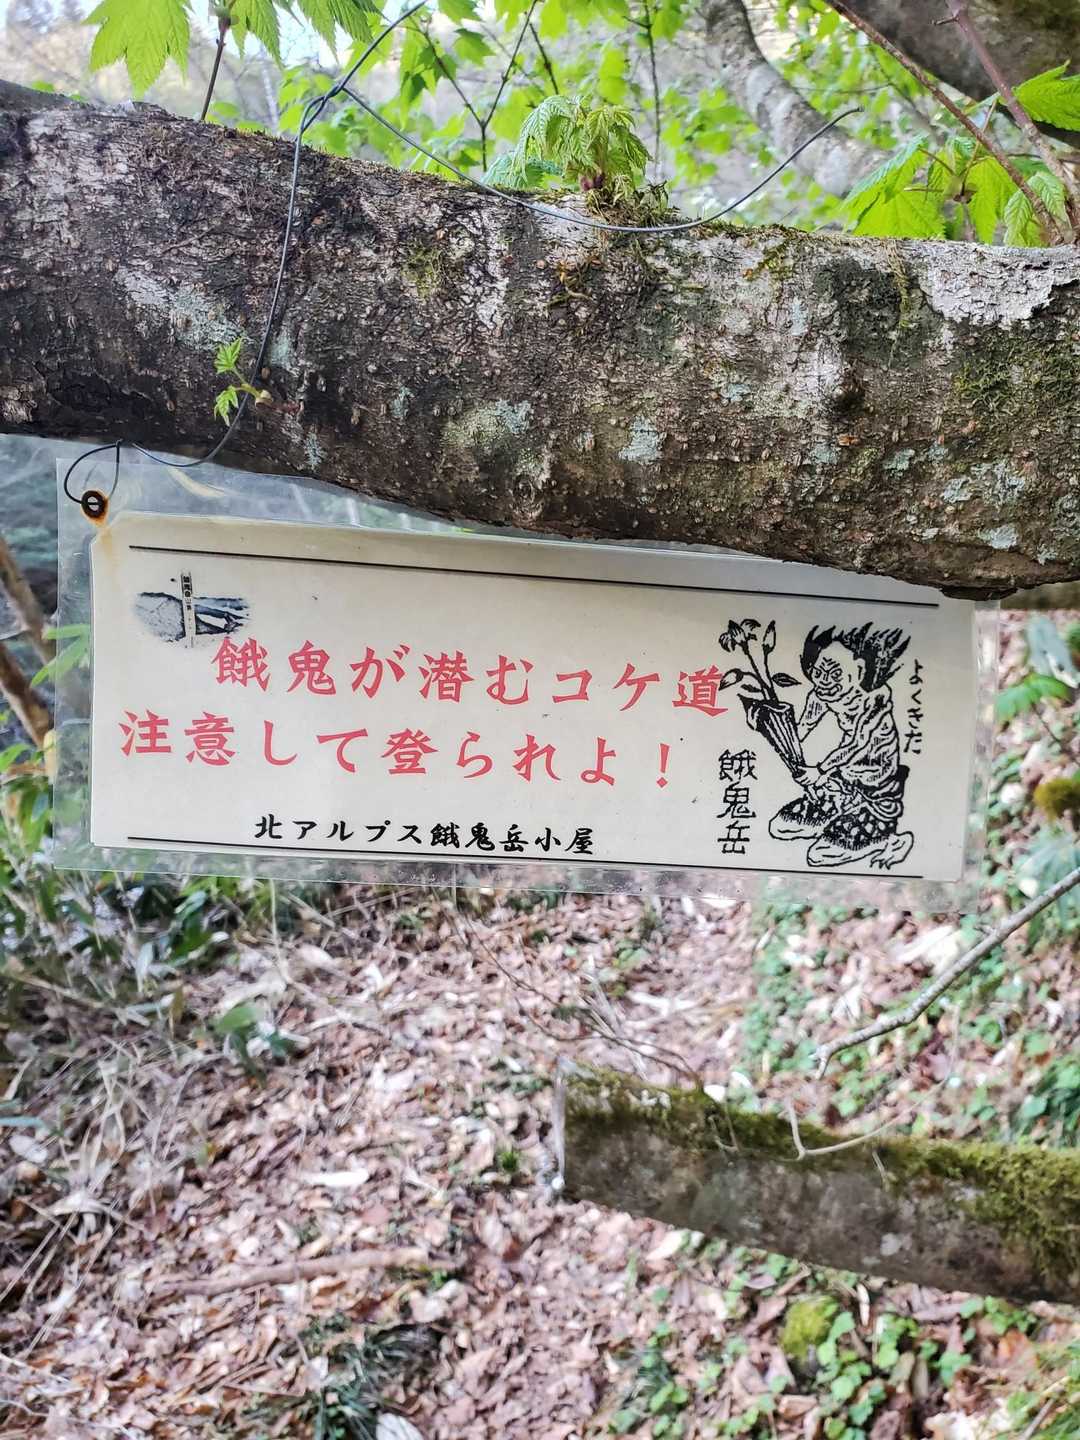 餓鬼が潜むコケ道
注意して登られよ！
北アルプス餓鬼岳小屋
よくきただ
餓鬼岳